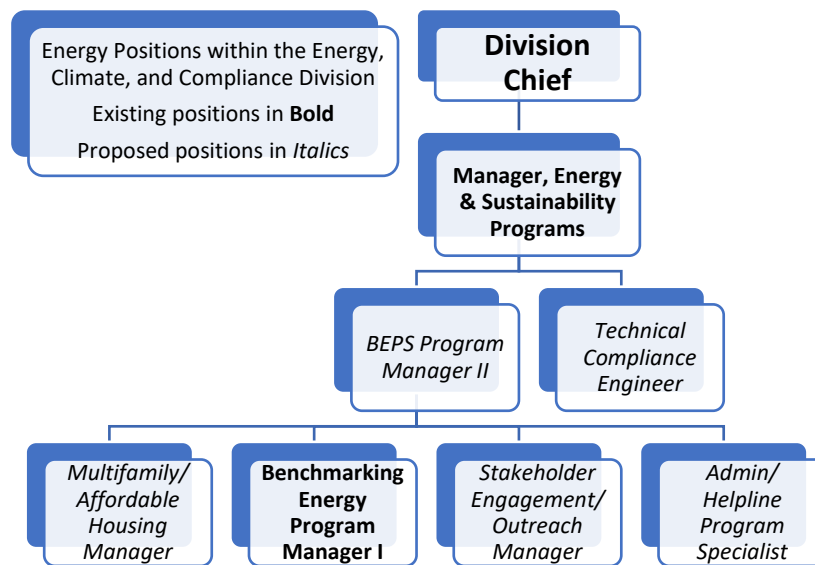 Energy Positions within the Energy,
Climate, and Compliance Division
Existing positions in Bold
Proposed positions in Italics
Division
Chief
Manager, Energy
& Sustainability
Programs
BEPS Program
Manager II
Technical
Compliance
Engineer
Multifamily/
Affordable
Housing
Manager
Benchmarking
Energy
Program
Manager I
Stakeholder
Engagement/
Outreach
Manager
Admin/
Helpline
Program
Specialist